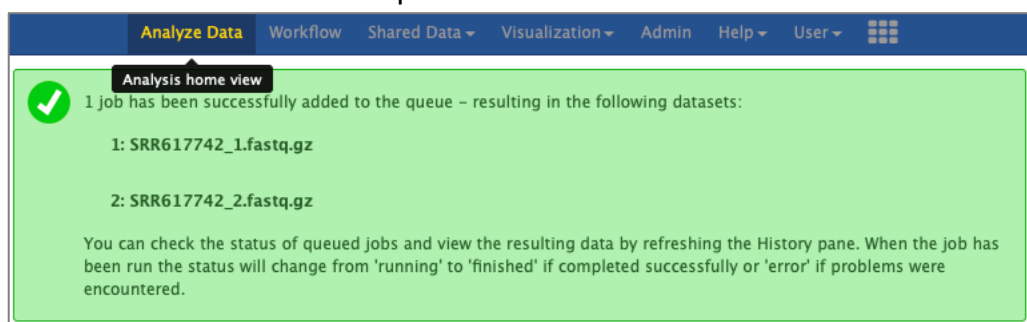 Analyze Data Workflow Shared Data Visualization Admin Help User
Analysis home view
1 job has been successfully added to the queue – resulting in the following datasets:
1: SRR617742_1.fastq.gz
2: SRR617742_2.fastq.gz
You can check the status of queued jobs and view the resulting data by refreshing the History pane. When the job has
been run the status will change from 'running' to 'finished' if completed successfully or 'error' if problems were
encountered.